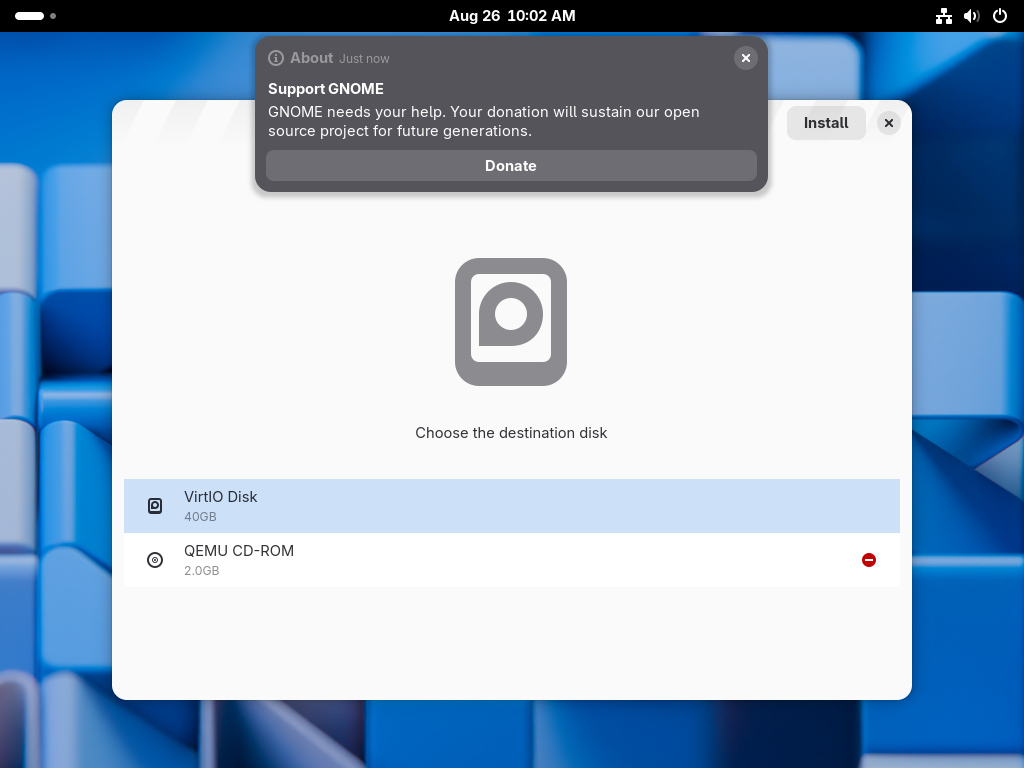 Aug 26 10:02 AM
About Just now
Support GNOME
GNOME needs your help. Your donation will sustain our open
source project for future generations.
Donate
Install
Choose the destination disk
VirtIO Disk
40GB
QEMU CD-ROM
2.0GB